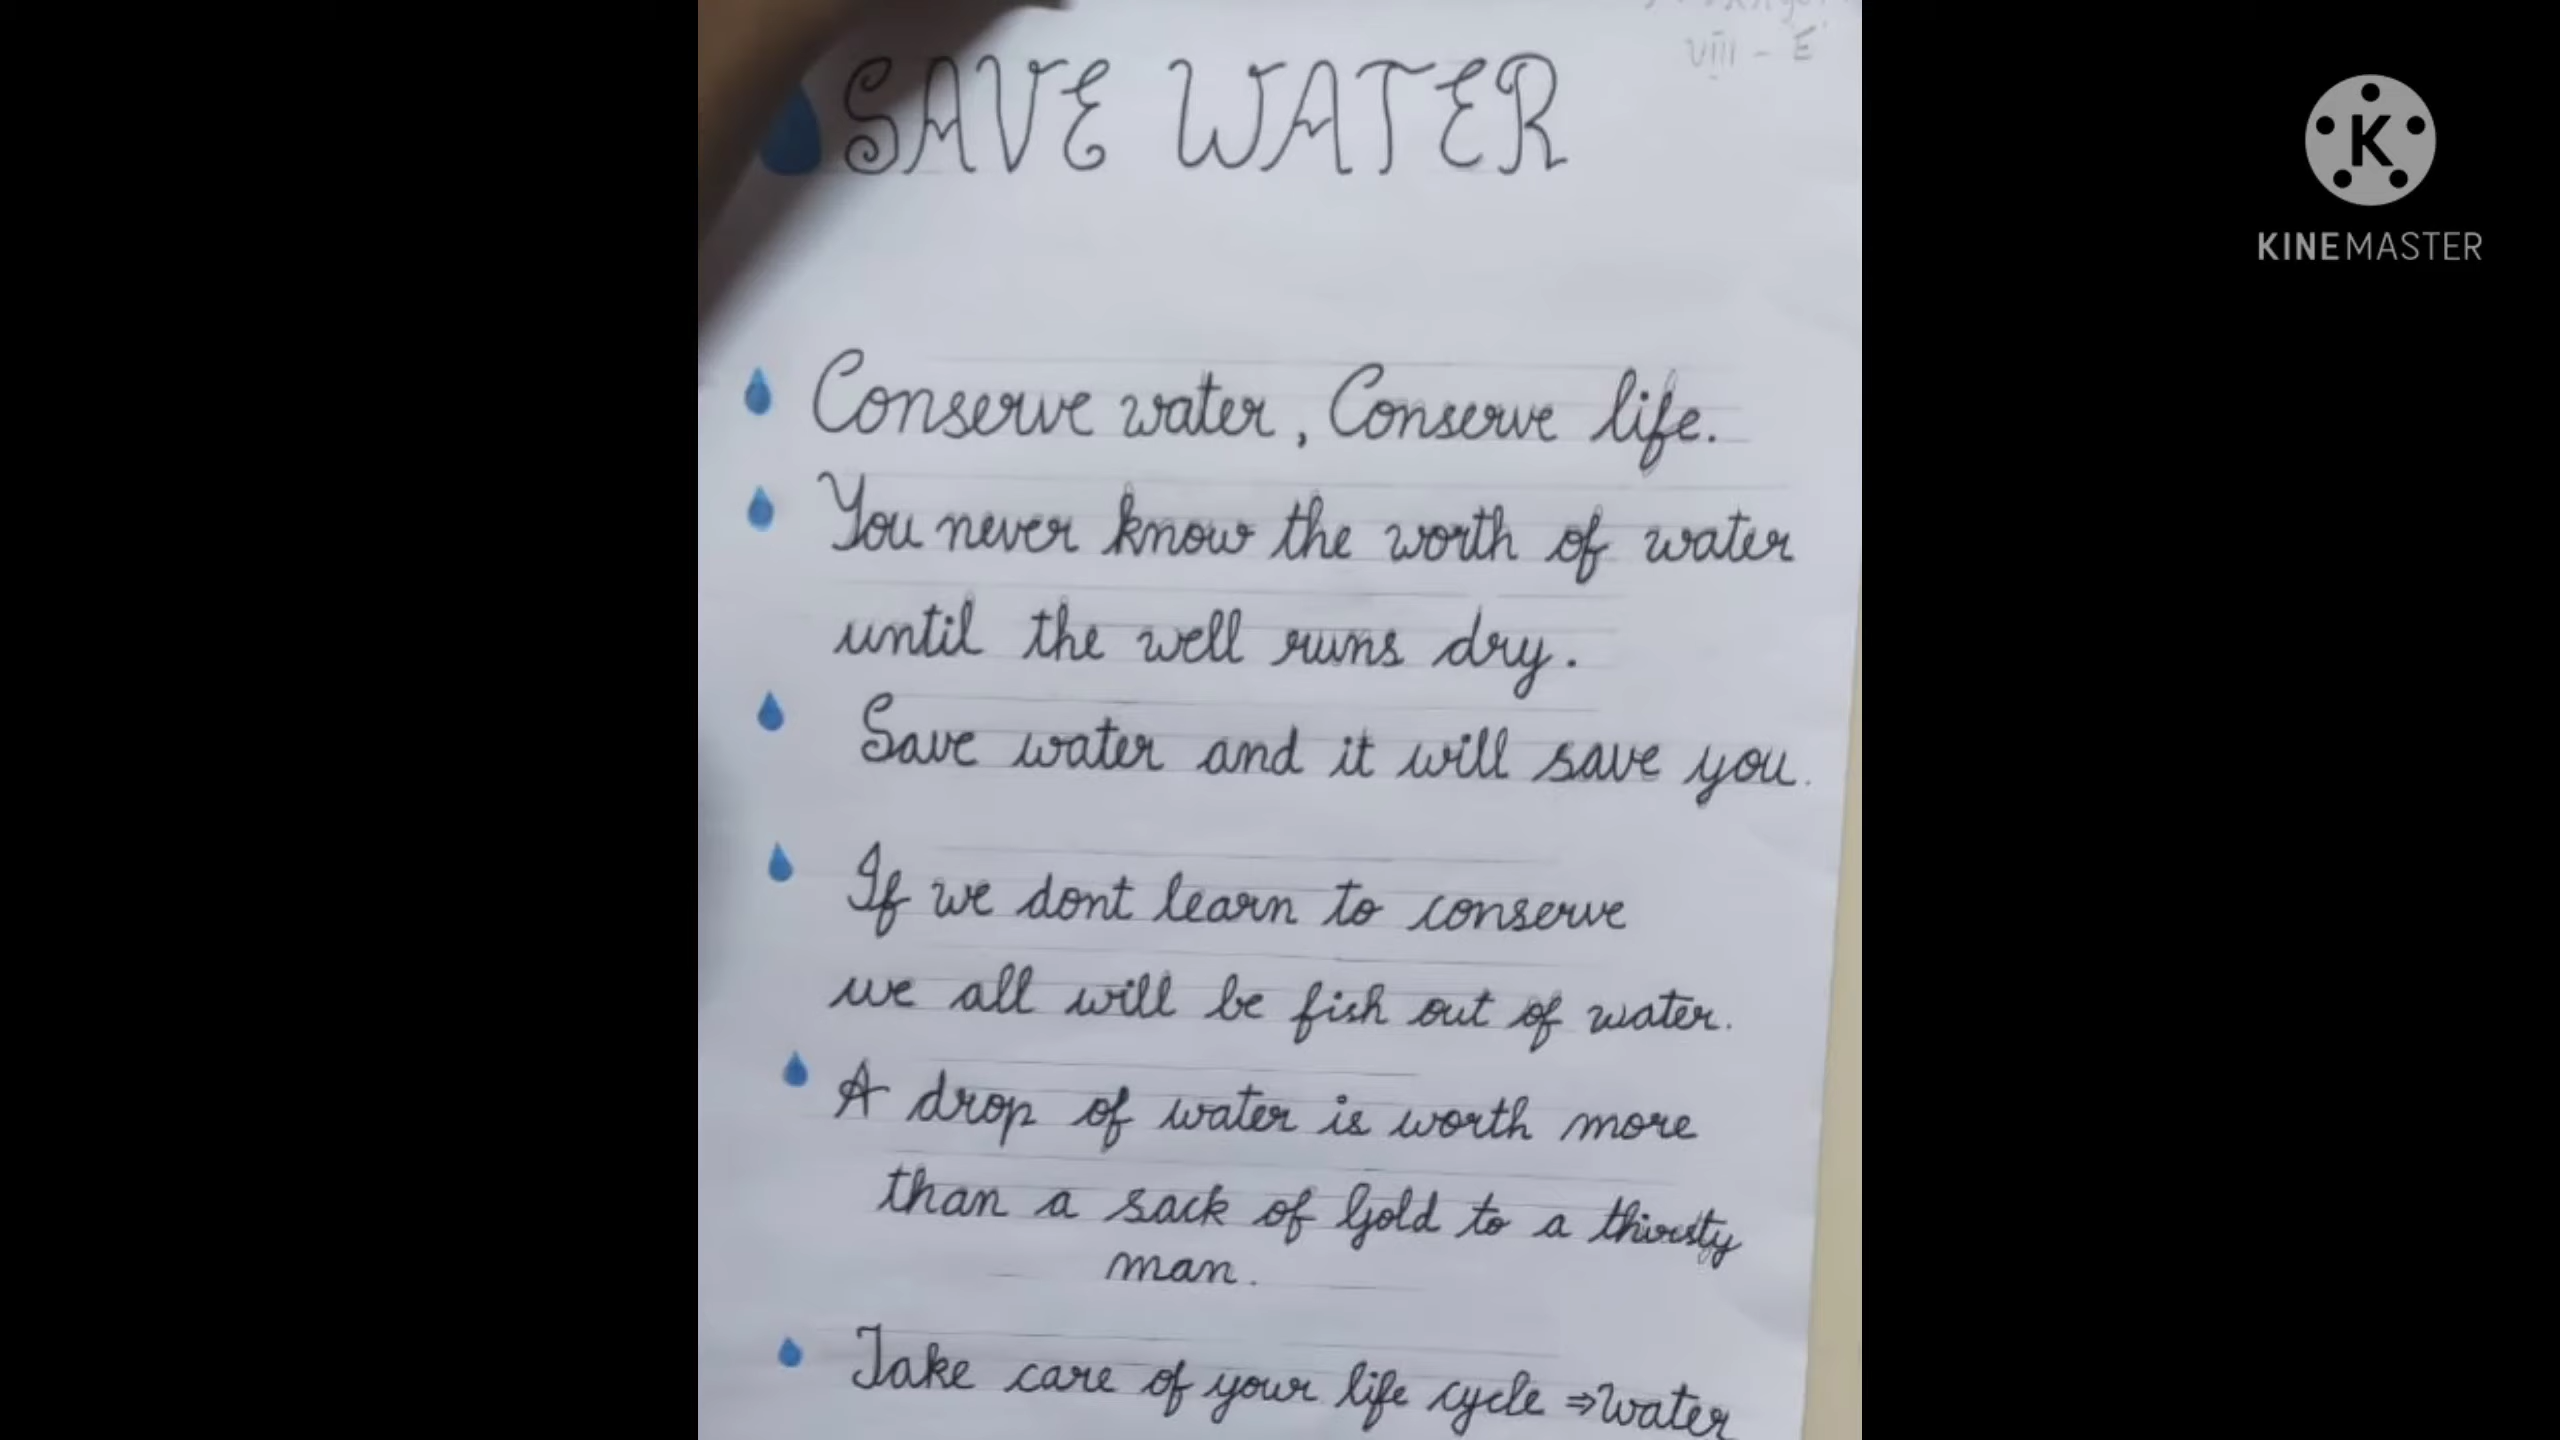 VIII - 'E'
SAVE WATER
KINEMASTER
Conserve water, Conserve life.
You never know the worth of water
until the well runs dry.
Save water and it will save you.
If we dont learn to conserve
we all will be fish out of water.
A drop of water is worth more
than a sack of Gold to a thirsty
man.
Take care of your life cycle ⇒ Water